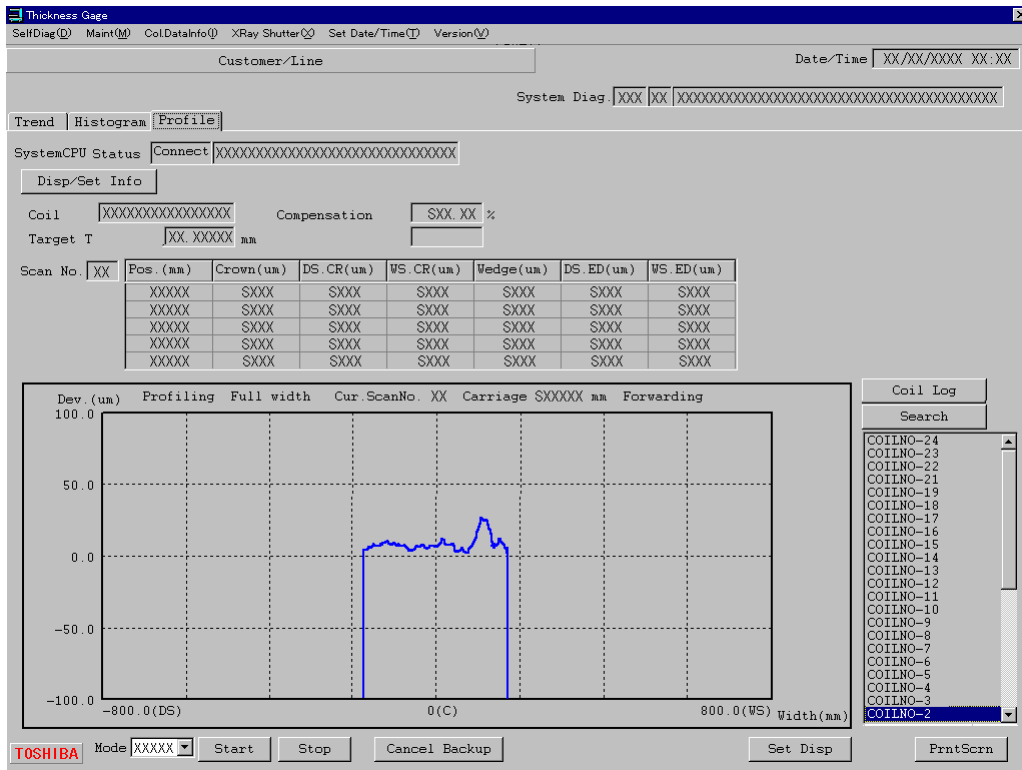 Thickness Gage
SelfDiag(D) Maint(M) Col.DataInfo(I) XRay Shutter(X) Set Date/Time(T) Version(V)
Customer/Line
Date/Time XX/XX/XXXX XX:XX
System Diag. XXX XX XXXXXXXXXXXXXXXXXXXXXXXXXXXXXXXXXXXXXXXX
Trend Histogram Profile
SystemCPU Status Connect XXXXXXXXXXXXXXXXXXXXXXXXXXXXXX
Disp/Set Info
Coil XXXXXXXXXXXXXXXX Compensation SXX.XX %
Target T XX.XXXXX mm
Scan No. XX Pos.(mm) Crown(um) DS.CR(um) WS.CR(um) Wedge(um) DS.ED(um) WS.ED(um)
XXXXX SXXX SXXX SXXX SXXX SXXX SXXX
XXXXX SXXX SXXX SXXX SXXX SXXX SXXX
XXXXX SXXX SXXX SXXX SXXX SXXX SXXX
XXXXX SXXX SXXX SXXX SXXX SXXX SXXX
XXXXX SXXX SXXX SXXX SXXX SXXX SXXX
Dev.(um) Profiling Full width Cur.ScanNo. XX Carriage SXXXXX mm Forwarding
100.0
50.0
0.0
-50.0
-100.0
-800.0(DS) 0(C) 800.0(WS) Width(mm)
Coil Log
Search
COILNO-24
COILNO-23
COILNO-22
COILNO-21
COILNO-19
COILNO-18
COILNO-17
COILNO-16
COILNO-15
COILNO-14
COILNO-13
COILNO-12
COILNO-11
COILNO-10
COILNO-9
COILNO-8
COILNO-7
COILNO-6
COILNO-5
COILNO-4
COILNO-3
COILNO-2
TOSHIBA Mode XXXXX Start Stop Cancel Backup Set Disp PrntScrn